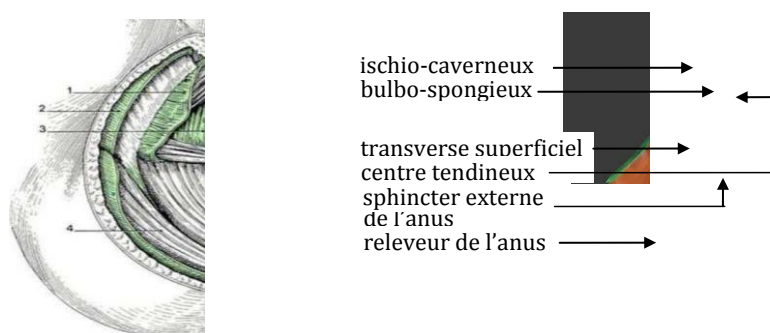 1
2
3
4
ischio-caverneux
bulbo-spongieux
transverse superficiel
centre tendineux
sphincter externe
de l'anus
releveur de l'anus